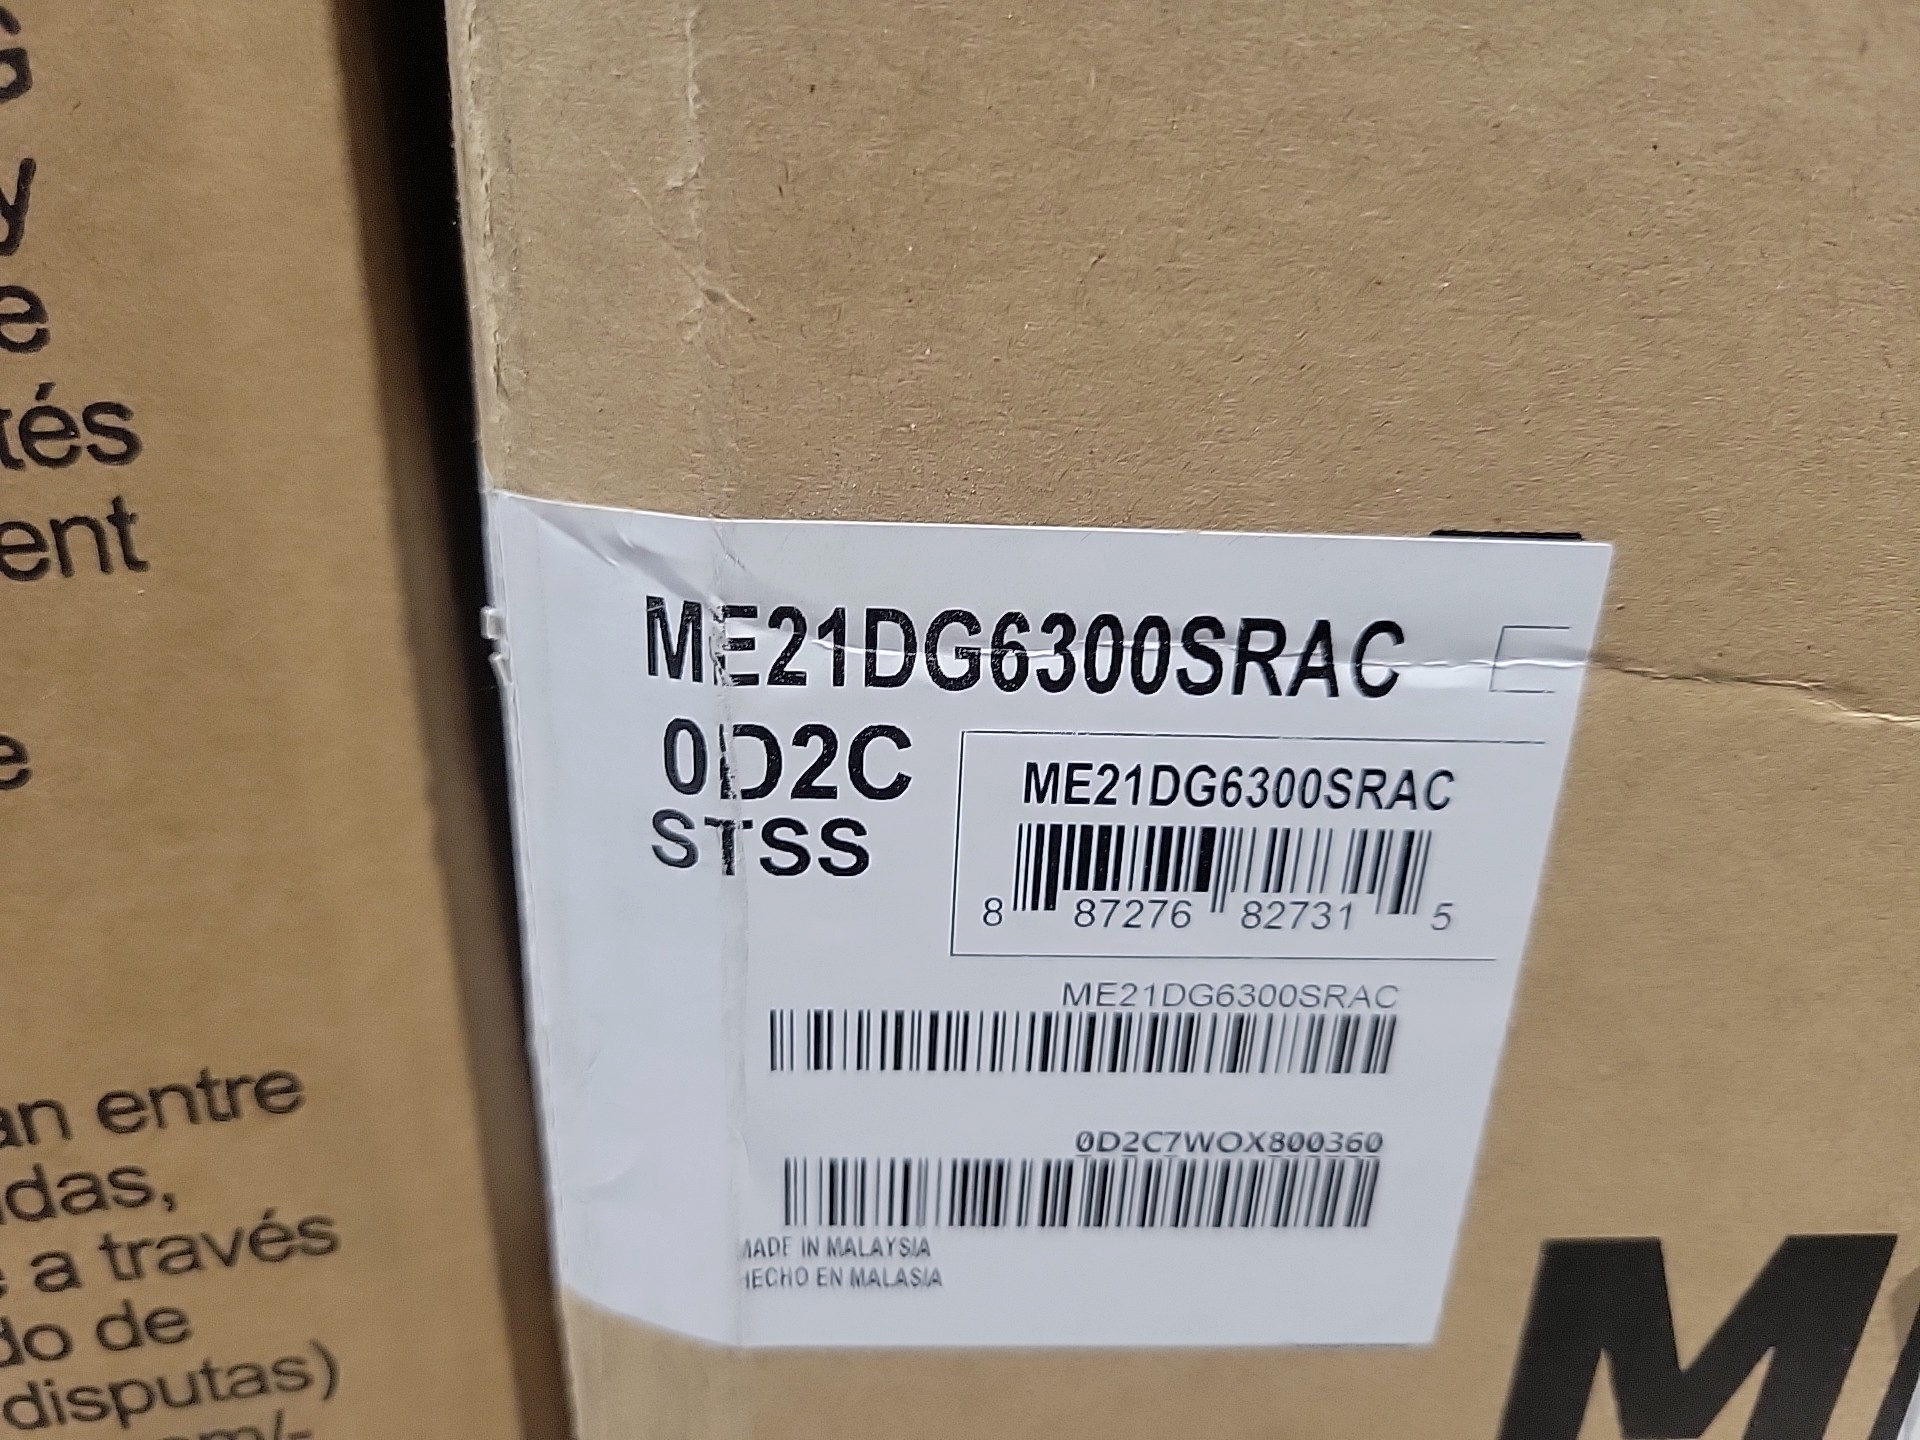 y
e
tés
ent
e
an entre
das,
a través
do de
disputas)
ME21DG6300SRAC
0D2C
STSS
ME21DG6300SRAC
8 87276 82731 5
ME21DG6300SRAC
0D2C7WOX800360
MADE IN MALAYSIA
HECHO EN MALASIA
M